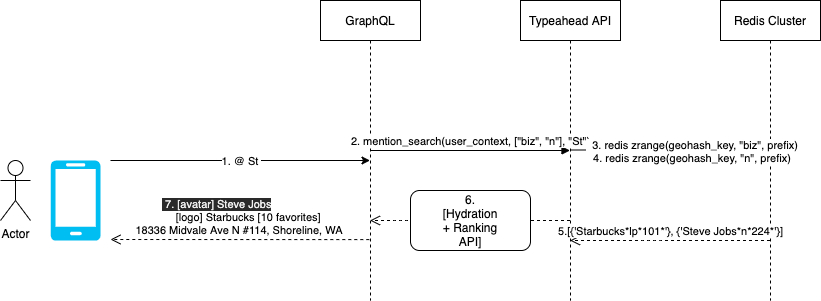 GraphQL
Typeahead API
Redis Cluster
2. mention_search(user_context, ["biz", "n"], "St"`
3. redis zrange(geohash_key, "biz", prefix)
4. redis zrange(geohash_key, "n", prefix)
1. @ St
7. [avatar] Steve Jobs
[logo] Starbucks [10 favorites]
18336 Midvale Ave N #114, Shoreline, WA
6.
[Hydration
+ Ranking
API]
5.[{'Starbucks*lp*101*'}, {'Steve Jobs*n*224*'}]
Actor